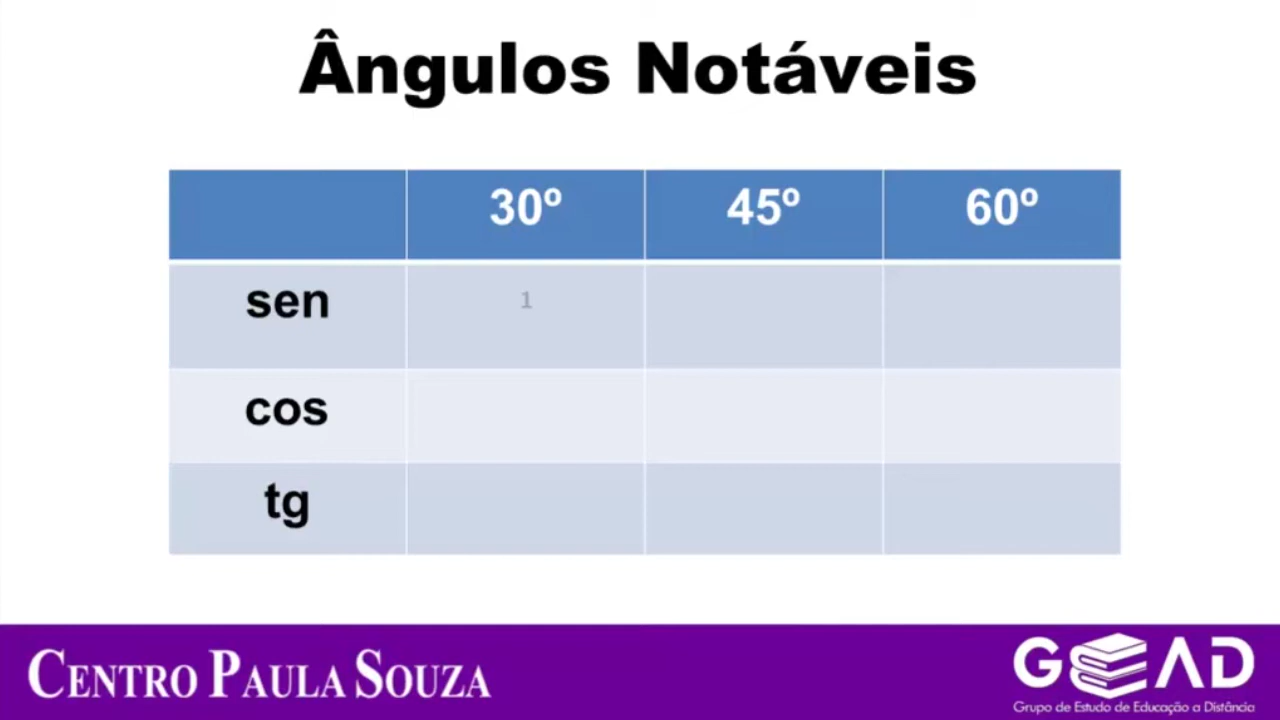 Ângulos Notáveis
30º 45º 60º
sen 1
cos
tg
CENTRO PAULA SOUZA
GEAD
Grupo de Estudo de Educação a Distância